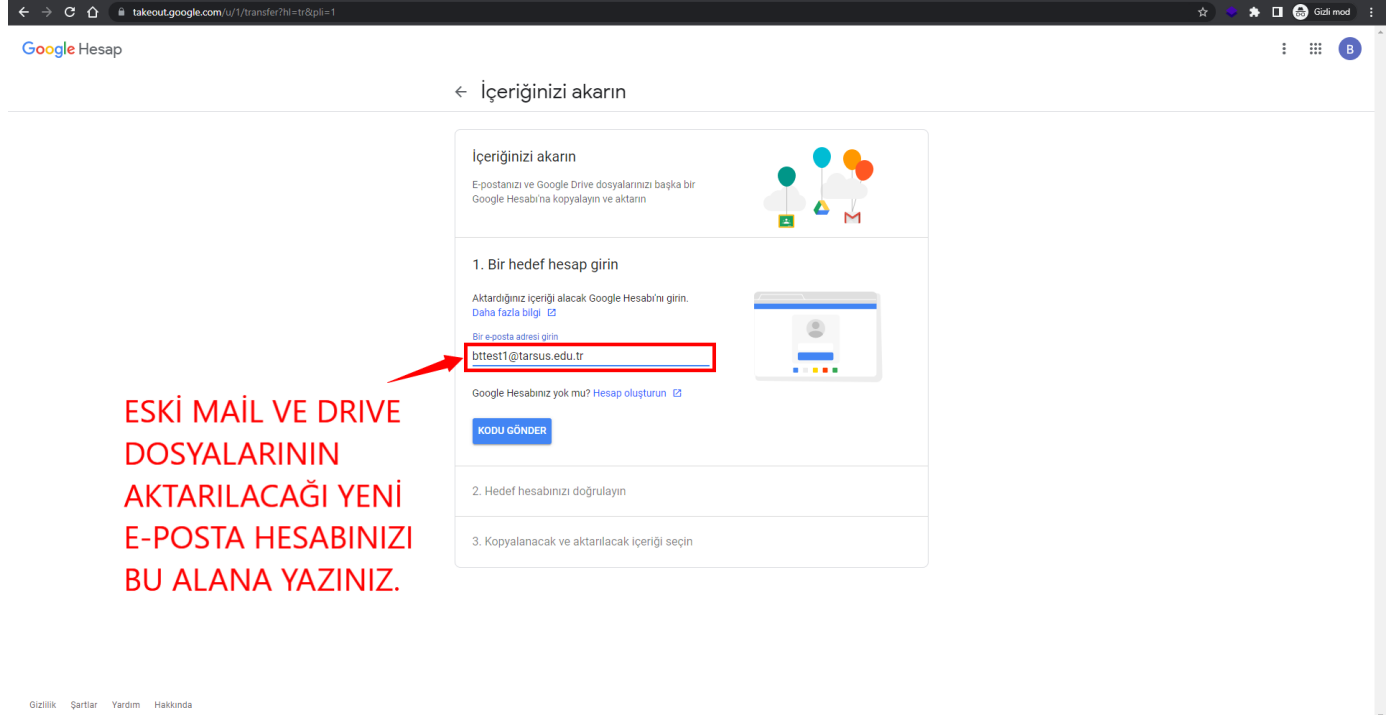 takeout.google.com/u/1/transfer?hl=tr&pli=1
Gizli mod
Google Hesap
B
İçeriğinizi akarın
İçeriğinizi akarın
E-postanızı ve Google Drive dosyalarınızı başka bir
Google Hesabı'na kopyalayın ve aktarın
1. Bir hedef hesap girin
Aktardığınız içeriği alacak Google Hesabı'nı girin.
Daha fazla bilgi
Bir e-posta adresi girin
bttest1@tarsus.edu.tr
Google Hesabınız yok mu? Hesap oluşturun
KODU GÖNDER
2. Hedef hesabınızı doğrulayın
3. Kopyalanacak ve aktarılacak içeriği seçin
ESKİ MAİL VE DRIVE
DOSYALARININ
AKTARILACAĞI YENİ
E-POSTA HESABINIZI
BU ALANA YAZINIZ.
Gizlilik Şartlar Yardım Hakkında